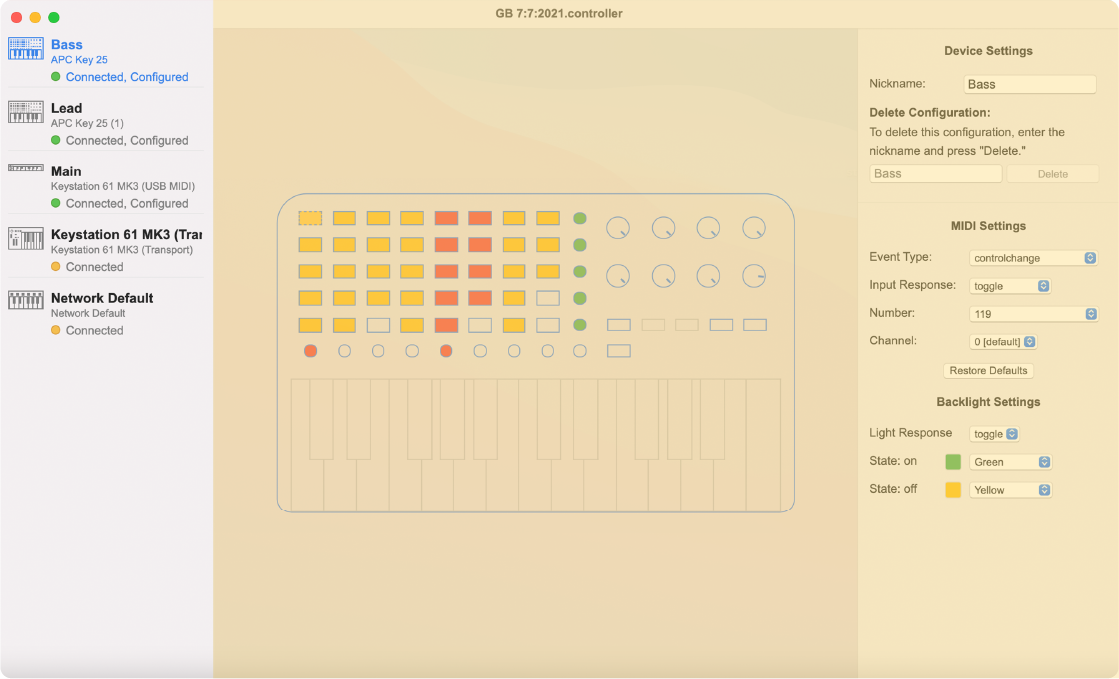 GB 7:7:2021.controller
Bass
APC Key 25
Connected, Configured
Lead
APC Key 25 (1)
Connected, Configured
Main
Keystation 61 MK3 (USB MIDI)
Connected, Configured
Keystation 61 MK3 (Trar
Keystation 61 MK3 (Transport)
Connected
Network Default
Network Default
Connected
Device Settings
Nickname: Bass
Delete Configuration:
To delete this configuration, enter the
nickname and press "Delete."
Bass Delete
MIDI Settings
Event Type: controlchange
Input Response: toggle
Number: 119
Channel: 0 [default]
Restore Defaults
Backlight Settings
Light Response toggle
State: on Green
State: off Yellow